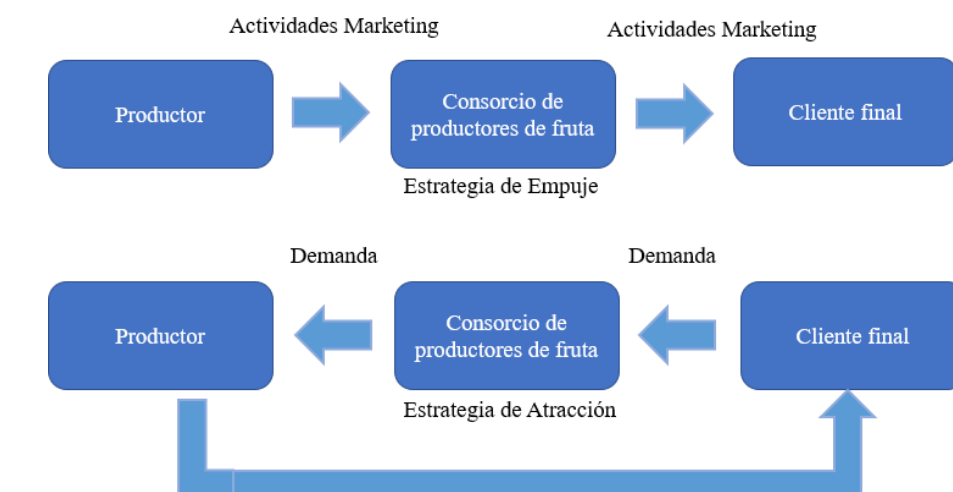 Actividades Marketing
Actividades Marketing
Productor
Consorcio de
productores de fruta
Cliente final
Estrategia de Empuje
Demanda
Demanda
Productor
Consorcio de
productores de fruta
Cliente final
Estrategia de Atracción